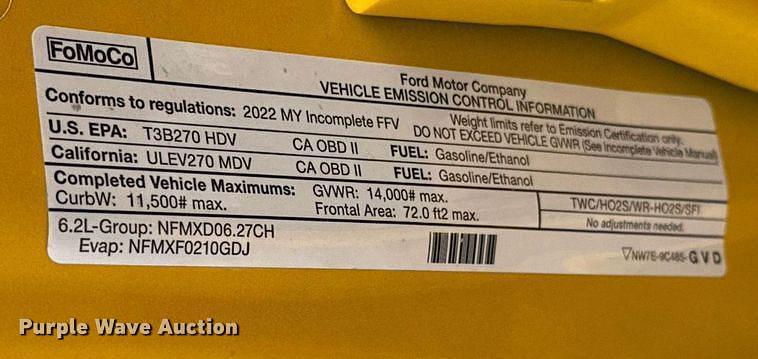 FoMoCo
Ford Motor Company
VEHICLE EMISSION CONTROL INFORMATION
Conforms to regulations: 2022 MY Incomplete FFV
Weight limits refer to Emission Certification only.
DO NOT EXCEED VEHICLE GVWR (See Incomplete Vehicle Manual)
U.S. EPA: T3B270 HDV CA OBD II FUEL: Gasoline/Ethanol
California: ULEV270 MDV CA OBD II FUEL: Gasoline/Ethanol
Completed Vehicle Maximums: GVWR: 14,000# max.
CurbW: 11,500# max. Frontal Area: 72.0 ft2 max.
TWC/HO2S/WR-HO2S/SFI
No adjustments needed.
6.2L-Group: NFMXD06.27CH
Evap: NFMXF0210GDJ
▽NW7E-9C485-GVD
Purple Wave Auction